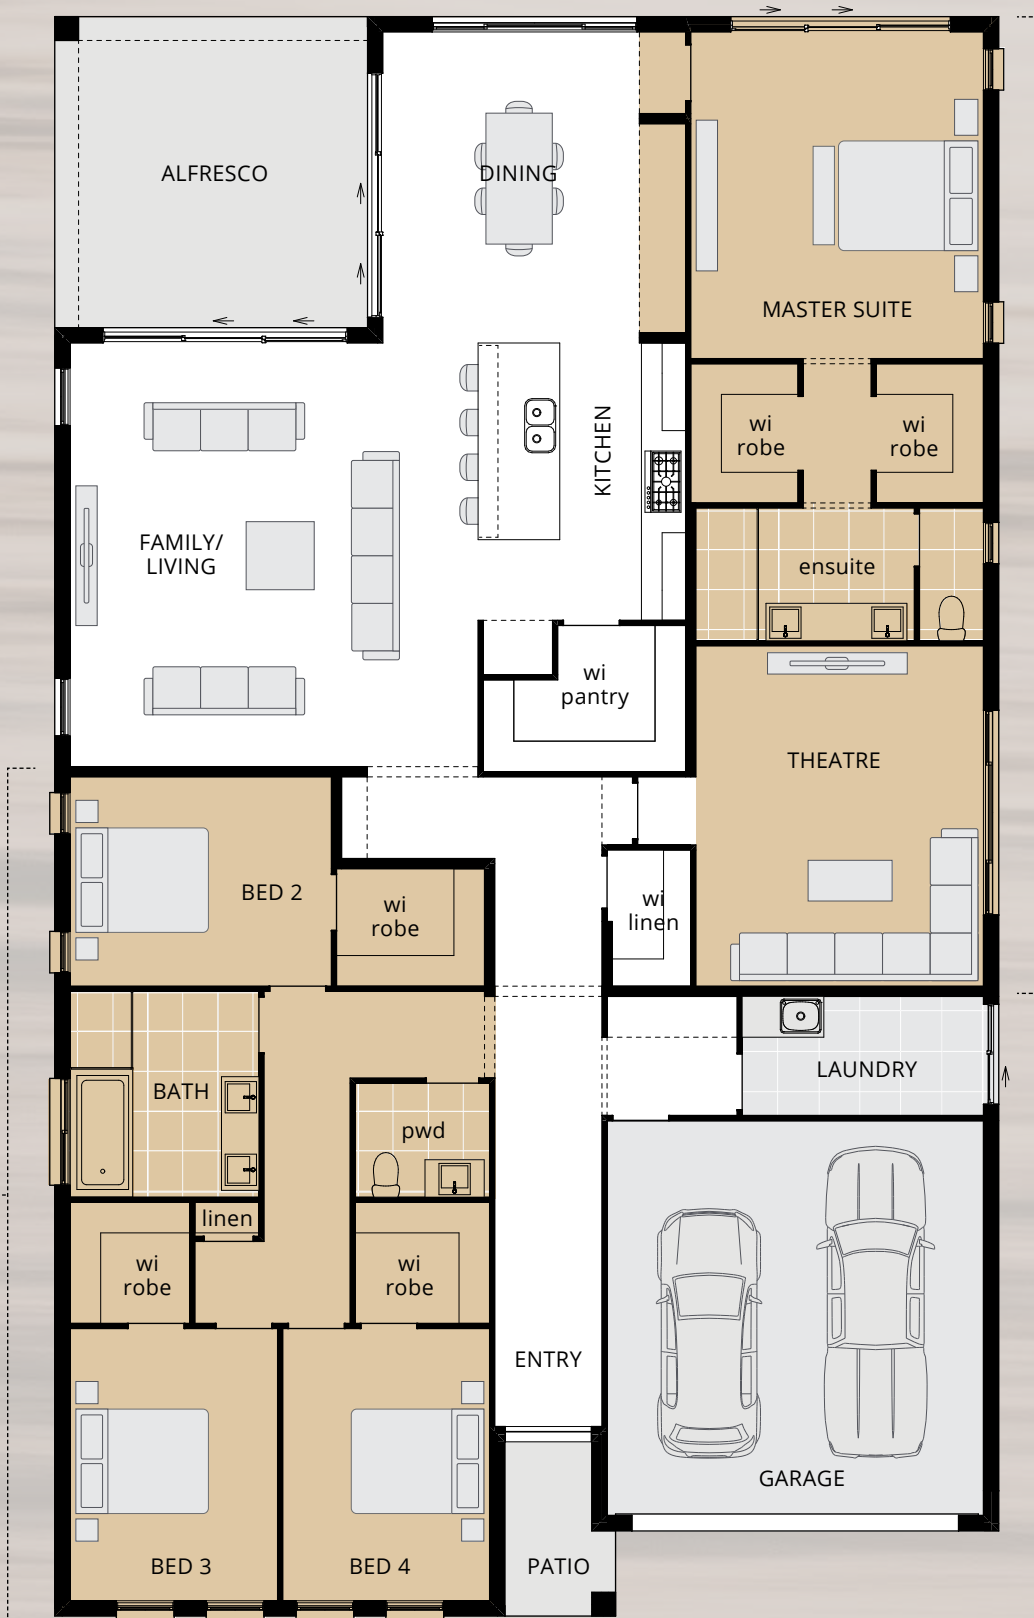 ALFRESCO
DINING
MASTER SUITE
KITCHEN
wi
robe
wi
robe
FAMILY/
LIVING
ensuite
wi
pantry
THEATRE
BED 2
wi
robe
wi
linen
BATH
LAUNDRY
pwd
linen
wi
robe
wi
robe
ENTRY
GARAGE
BED 3
BED 4
PATIO